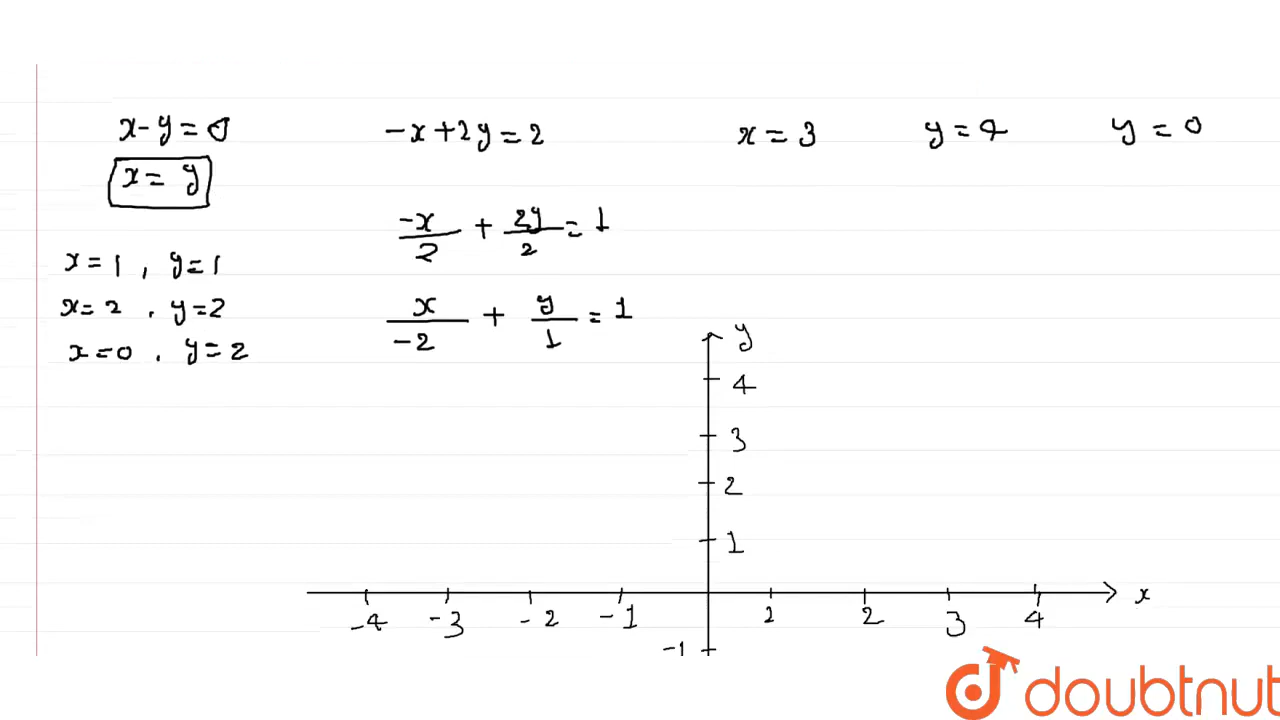 x - y = 0    -x + 2y = 2    x = 3    y = 4    y = 0
x = y
-x/2 + 2y/2 = 1
x = 1 , y = 1
x = 2 , y = 2
x/-2 + y/1 = 1
x = 0 , y = 2
y
4
3
2
1
-4 -3 -2 -1 1 2 3 4 x
-1
doubtnut